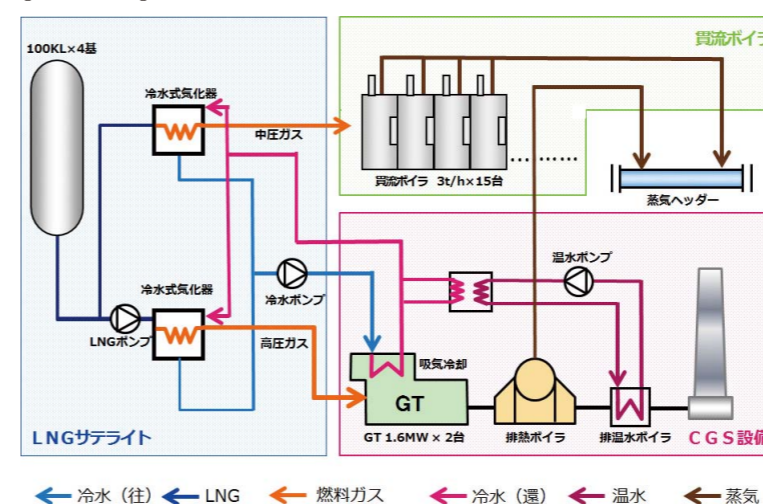 100KL×4基
冷水式気化器
中圧ガス
貫流ボイラ
貫流ボイラ 3t/h×15台
………
蒸気ヘッダー
冷水式気化器
LNGポンプ
高圧ガス
冷水ポンプ
温水ポンプ
吸気冷却
GT
GT 1.6MW × 2台
排熱ボイラ
排温水ボイラ
LNGサテライト
CGS設備
冷水（往）
LNG
燃料ガス
冷水（還）
温水
蒸気